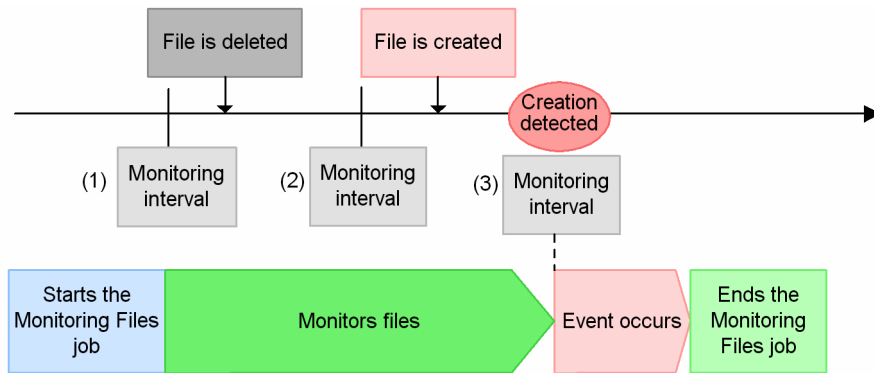 File is deleted
File is created
Creation
detected
(1)
Monitoring
interval
(2)
Monitoring
interval
(3)
Monitoring
interval
Starts the
Monitoring Files
job
Monitors files
Event occurs
Ends the
Monitoring
Files job